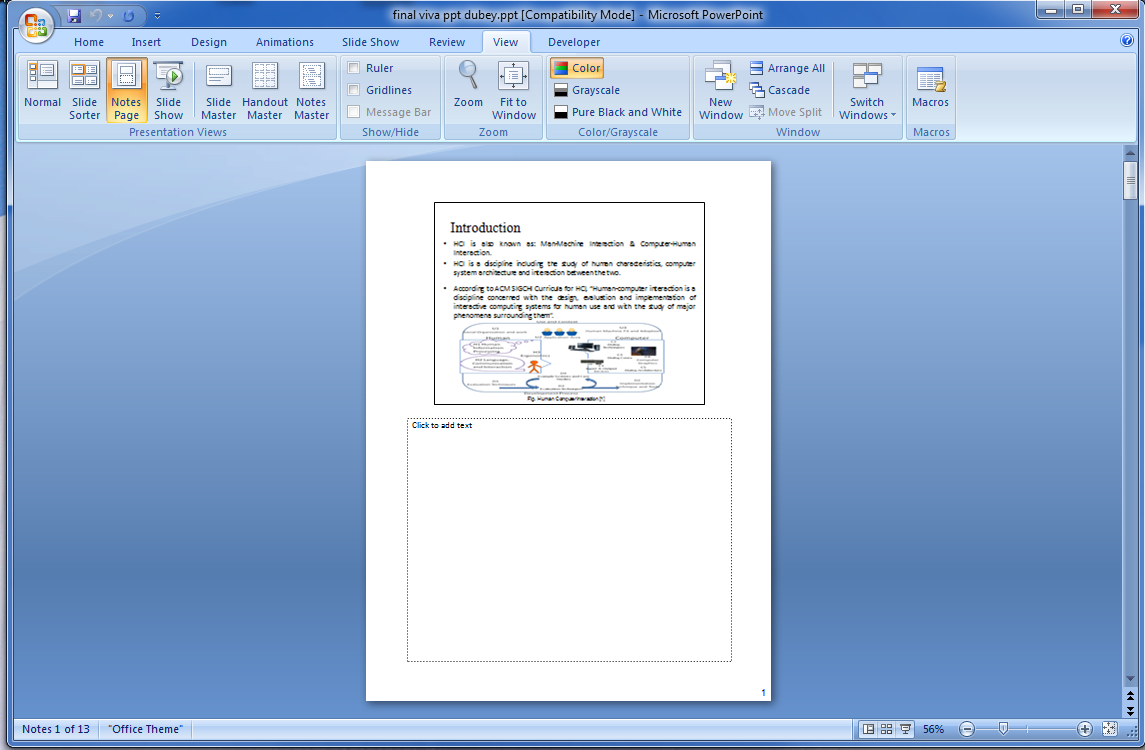 final viva ppt dubey.ppt [Compatibility Mode] - Microsoft PowerPoint
Home Insert Design Animations Slide Show Review View Developer
Normal
Slide Sorter
Notes Page
Slide Show
Slide Master
Handout Master
Notes Master
Presentation Views
Ruler
Gridlines
Message Bar
Show/Hide
Zoom
Fit to Window
Zoom
Color
Grayscale
Pure Black and White
Color/Grayscale
New Window
Arrange All
Cascade
Move Split
Switch Windows
Window
Macros
Macros
Introduction
• HCI is also known as: Man-Machine Interaction & Computer-Human
Interaction.
• HCI is a discipline including the study of human characteristics, computer
system architecture and interaction between the two.
• According to ACM SIGCHI Curricula for HCI, "Human-computer interaction is a
discipline concerned with the design, evaluation and implementation of
interactive computing systems for human use and with the study of major
phenomena surrounding them".
Human
Computer
Fig. Human Computer Interaction [1]
Click to add text
1
Notes 1 of 13 "Office Theme" 56%